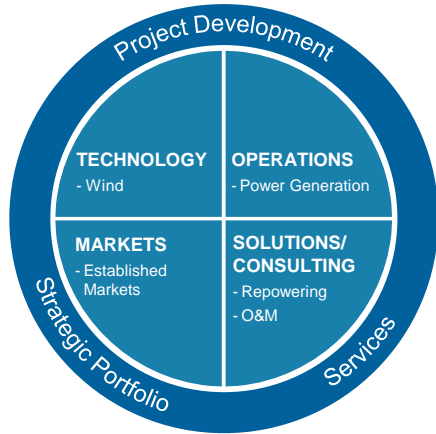 Project Development
TECHNOLOGY
- Wind
OPERATIONS
- Power Generation
MARKETS
- Established
Markets
SOLUTIONS/
CONSULTING
- Repowering
- O&M
Strategic Portfolio
Services